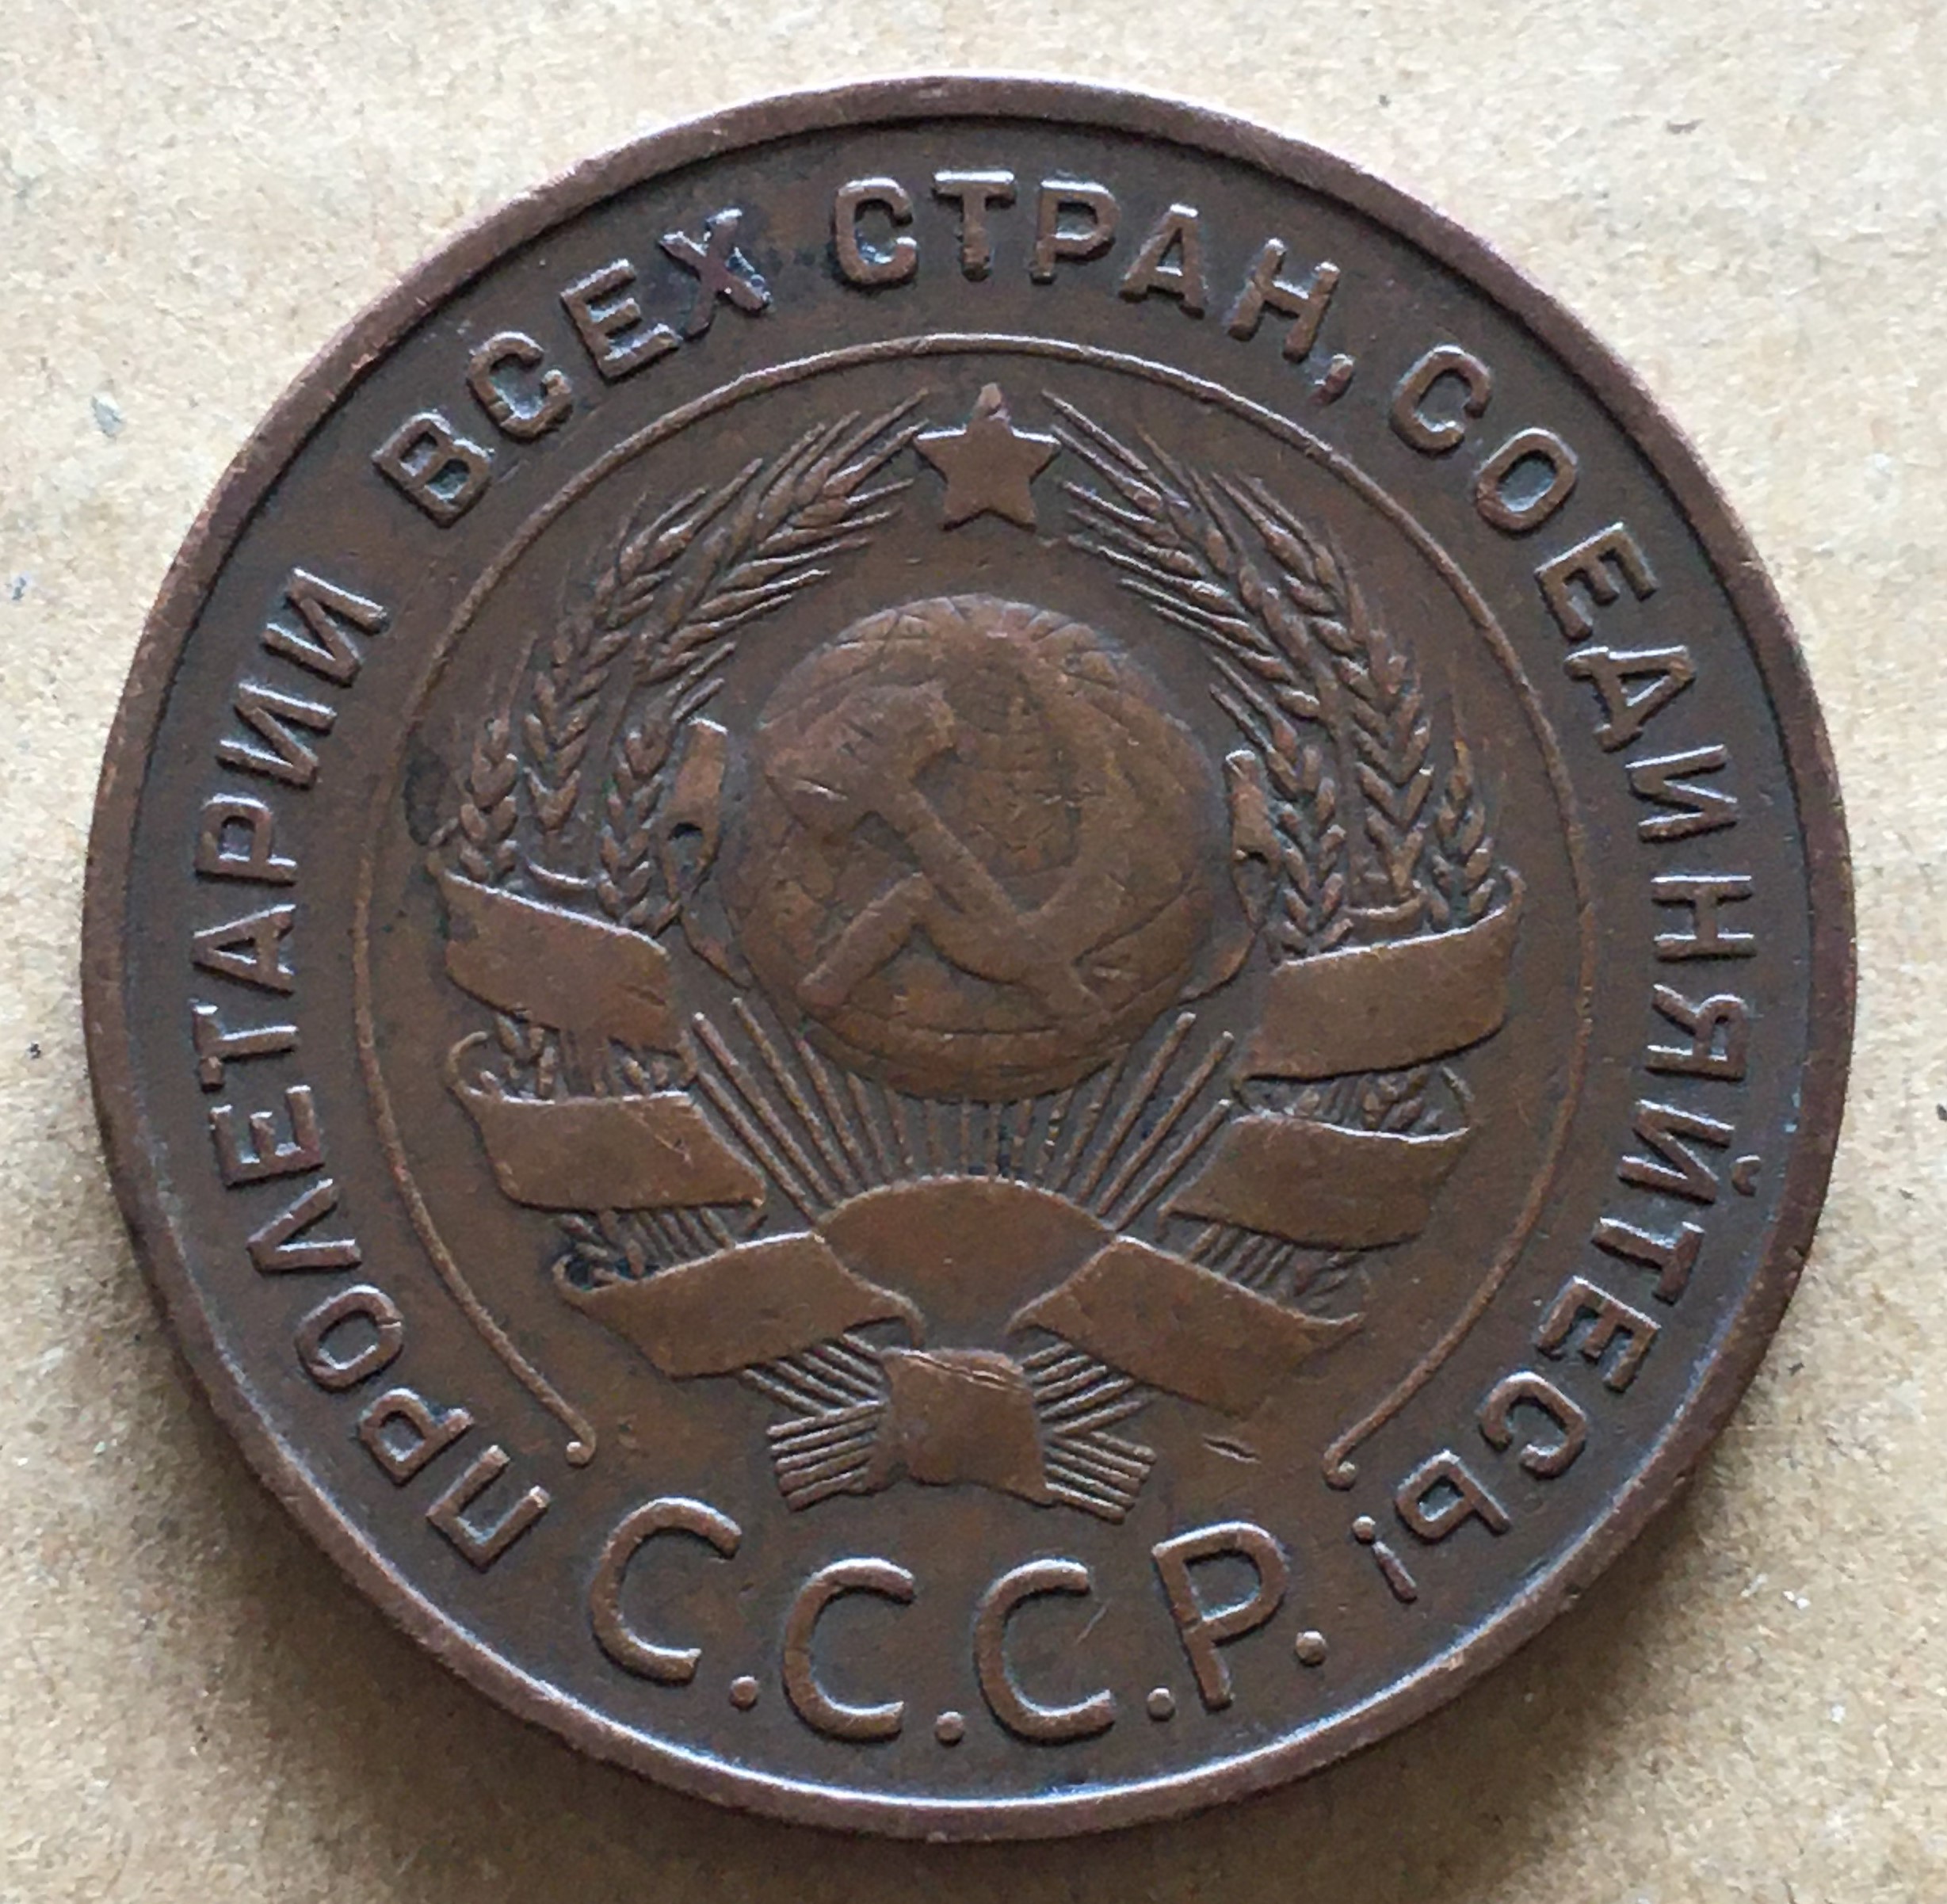 ПРОЛЕТАРИИ ВСЕХ СТРАН, СОЕДИНЯЙТЕСЬ!
С.С.С.Р.